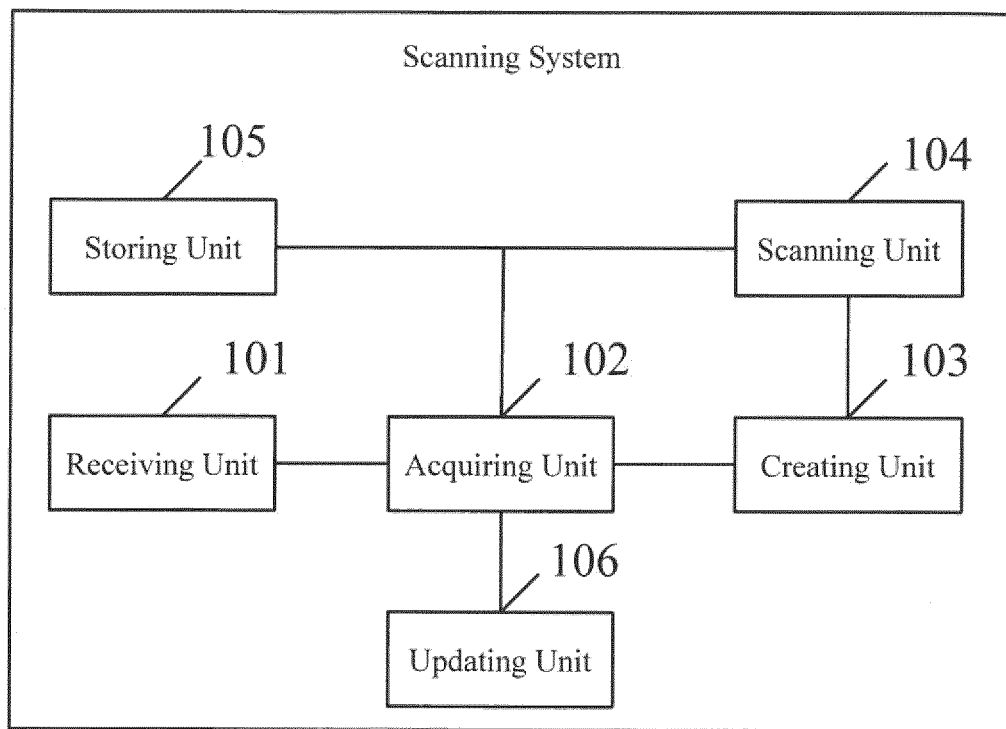 Scanning System
105
104
Storing Unit
Scanning Unit
101
102
103
Receiving Unit
Acquiring Unit
Creating Unit
106
Updating Unit